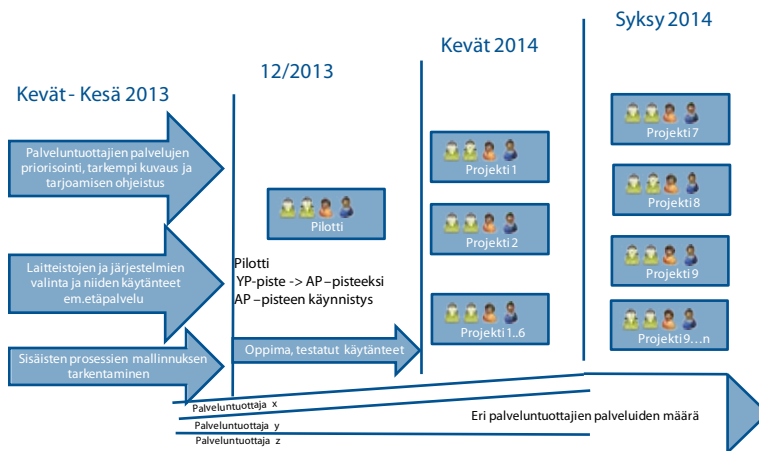 Kevät - Kesä 2013
Palveluntuottajien palvelujen
priorisointi, tarkempi kuvaus ja
tarjoamisen ohjeistus
Laitteistojen ja järjestelmien
valinta ja niiden käytänteet
em.etäpalvelu
Sisäisten prosessien mallinnuksen
tarkentaminen
12/2013
Pilotti
Pilotti
YP-piste -> AP-pisteeksi
AP-pisteen käynnistys
Oppima, testatut käytänteet
Kevät 2014
Projekti 1
Projekti 2
Projekti 1..6
Syksy 2014
Projekti 7
Projekti 8
Projekti 9
Projekti 9...n
Palveluntuottaja x
Palveluntuottaja y
Palveluntuottaja z
Eri palveluntuottajien palveluiden määrä